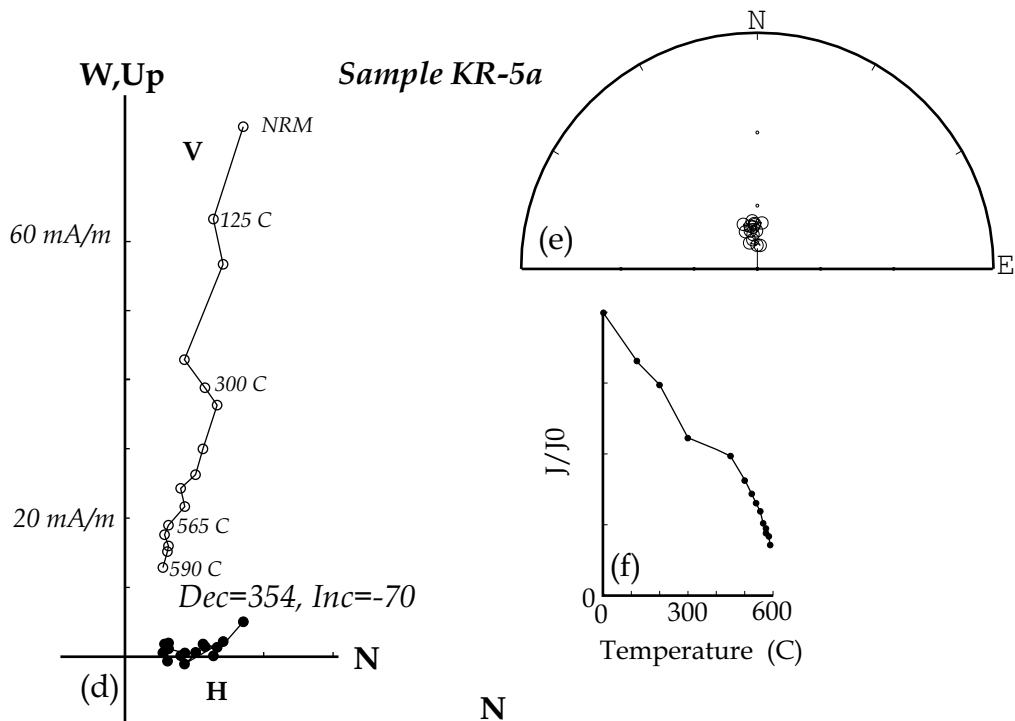 W,Up
Sample KR-5a
N
NRM
V
125 C
60 mA/m
(e)
E
300 C
J/J0
20 mA/m
565 C
590 C
(f)
Dec=354, Inc=-70
0
0
300
600
Temperature (C)
N
(d)
H
N